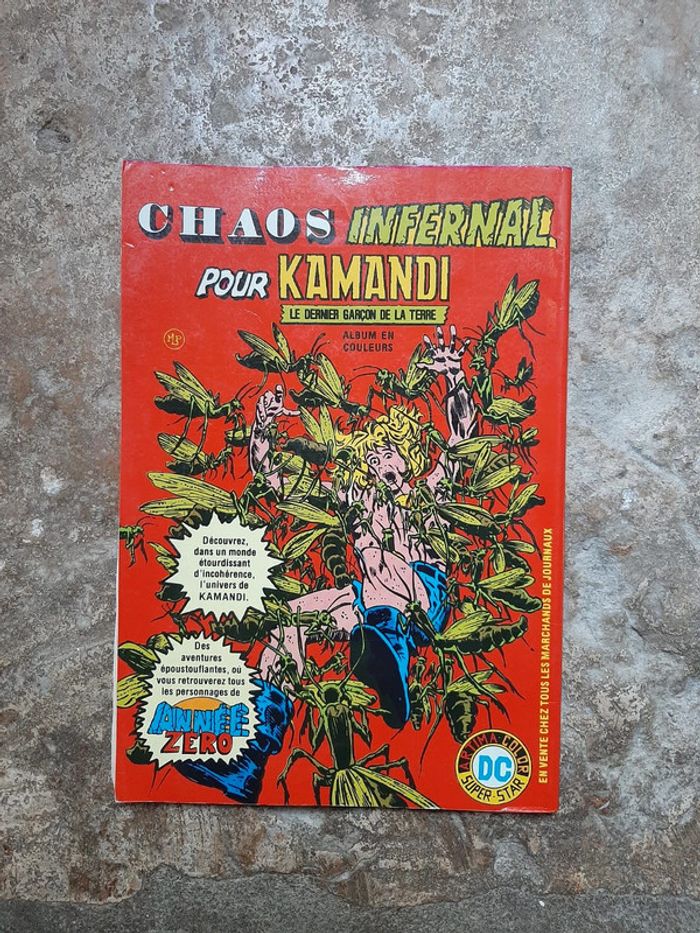 CHAOS INFERNAL
POUR KAMANDI
LE DERNIER GARÇON DE LA TERRE
ALBUM EN
COULEURS
Découvrez,
dans un monde
étourdissant
d'incohérence,
l'univers de
KAMANDI.
Des
aventures
époustouflantes, où
vous retrouverez tous
les personnages de
ANNÉE
ZERO
EN VENTE CHEZ TOUS LES MARCHANDS DE JOURNAUX
ARTIMA COLOR
DC
SUPER-STAR